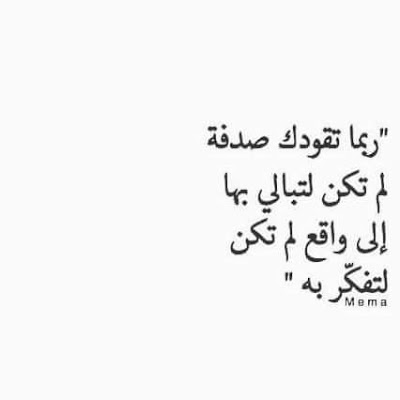 "ربما تقودك صدفة
لم تكن لتبالي بها
إلى واقع لم تكن
لتفكّر به "
Mema